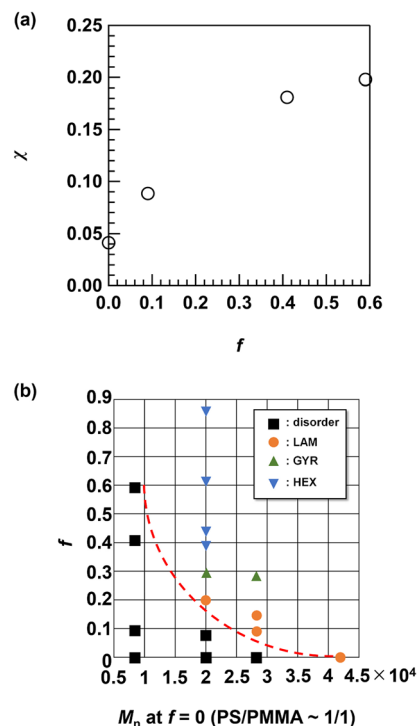 (a)
0.25
0.20
0.15
χ
0.10
0.05
0.00
0.0 0.1 0.2 0.3 0.4 0.5 0.6
f
(b)
0.9
0.8
0.7
0.6
0.5
f
0.4
0.3
0.2
0.1
0
: disorder
: LAM
: GYR
: HEX
0.5 1 1.5 2 2.5 3 3.5 4 4.5 × 10⁴
Mn at f = 0 (PS/PMMA ~ 1/1)